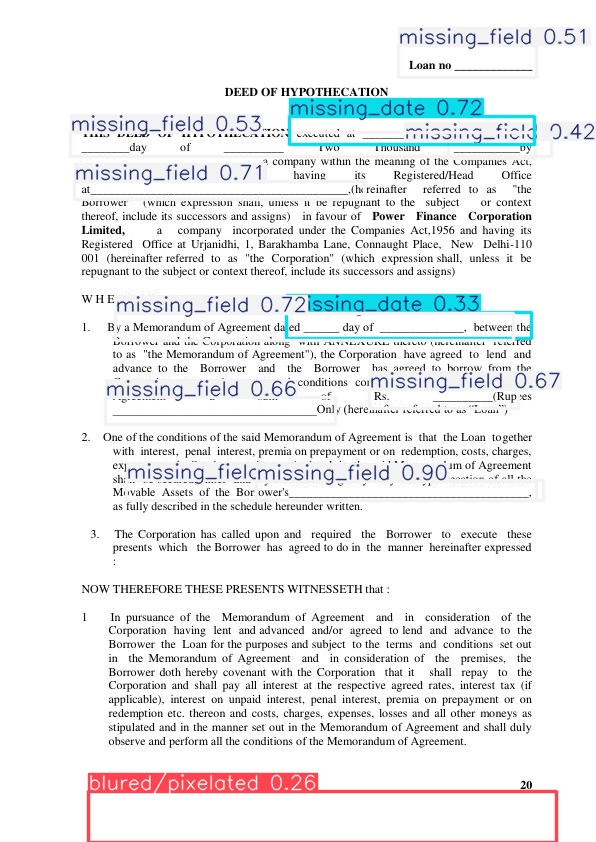 missing_field 0.51
Loan no _____________
DEED OF HYPOTHECATION
missing_date 0.72
missing_field 0.53
missing_field 0.42
THIS DEED OF HYPOTHECATION executed at _______
________day of __________ Two Thousand ___________by
a company within the meaning of the Companies Act,
missing_field 0.71
having its Registered/Head Office
at___________________________________________,(hereinafter referred to as "the
Borrower (which expression shall, unless it be repugnant to the subject or context
thereof, include its successors and assigns) in favour of Power Finance Corporation
Limited, a company incorporated under the Companies Act,1956 and having its
Registered Office at Urjanidhi, 1, Barakhamba Lane, Connaught Place, New Delhi-110
001 (hereinafter referred to as "the Corporation" (which expression shall, unless it be
repugnant to the subject or context thereof, include its successors and assigns)
W H E
missing_field 0.72
issing_date 0.33
1. By a Memorandum of Agreement dated ______ day of ______________, between the
Borrower and the Corporation along with ANNEXURE thereto (hereinafter referred
to as "the Memorandum of Agreement"), the Corporation have agreed to lend and
advance to the Borrower and the Borrower has agreed to borrow from the
conditions
missing_field 0.66
missing_field 0.67
Agreement a sum of Rs. __________(Rupees
__________________________________Only (hereinafter referred to as "Loan")
2. One of the conditions of the said Memorandum of Agreement is that the Loan together
with interest, penal interest, premia on prepayment or on redemption, costs, charges,
of Agreement
missing_field
missing_field 0.90
of all the
Movable Assets of the Borrower's________________________________________,
as fully described in the schedule hereunder written.
3. The Corporation has called upon and required the Borrower to execute these
presents which the Borrower has agreed to do in the manner hereinafter expressed
:
NOW THEREFORE THESE PRESENTS WITNESSETH that :
1 In pursuance of the Memorandum of Agreement and in consideration of the
Corporation having lent and advanced and/or agreed to lend and advance to the
Borrower the Loan for the purposes and subject to the terms and conditions set out
in the Memorandum of Agreement and in consideration of the premises, the
Borrower doth hereby covenant with the Corporation that it shall repay to the
Corporation and shall pay all interest at the respective agreed rates, interest tax (if
applicable), interest on unpaid interest, penal interest, premia on prepayment or on
redemption etc. thereon and costs, charges, expenses, losses and all other moneys as
stipulated and in the manner set out in the Memorandum of Agreement and shall duly
observe and perform all the conditions of the Memorandum of Agreement.
blured/pixelated 0.26
20